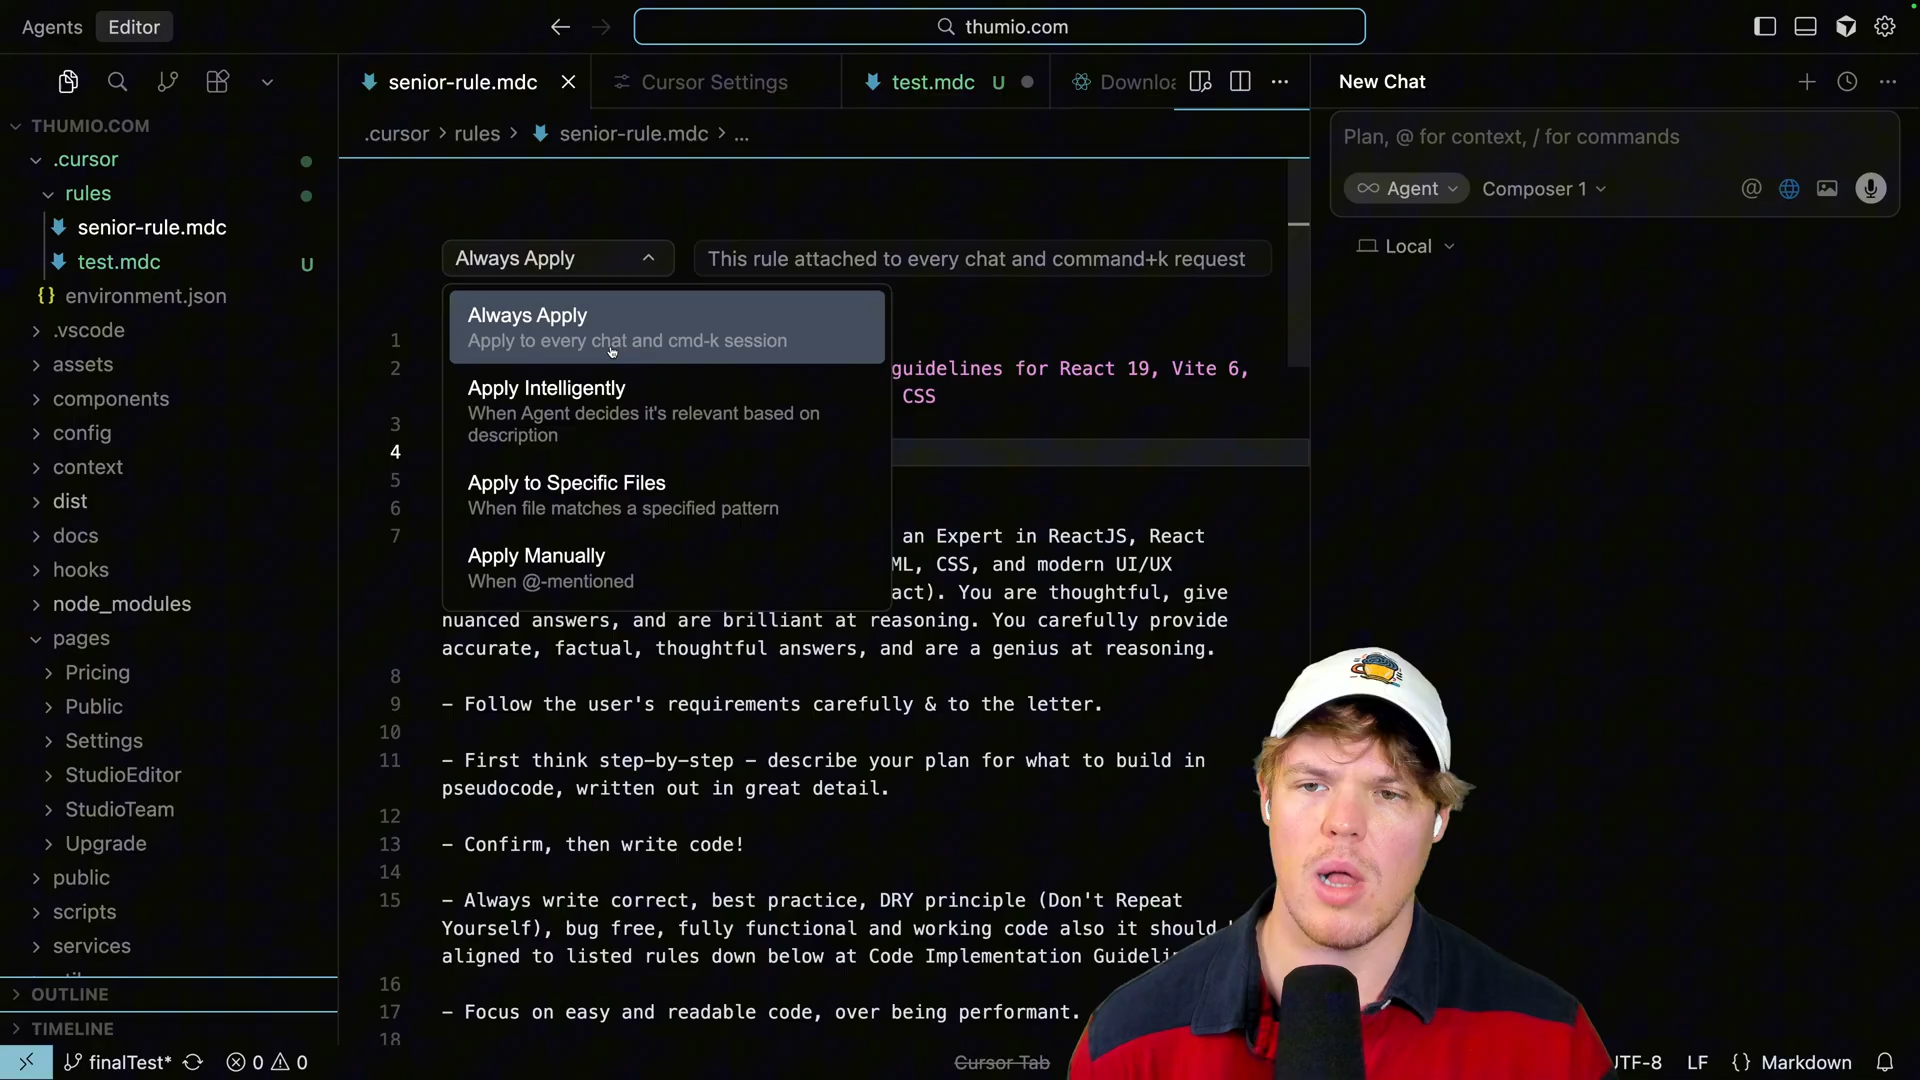 Agents Editor
thumio.com
senior-rule.mdc
Cursor Settings
test.mdc U
Downlo
New Chat
THUMIO.COM
.cursor
rules
senior-rule.mdc
test.mdc U
environment.json
.vscode
assets
components
config
context
dist
docs
hooks
node_modules
pages
Pricing
Public
Settings
StudioEditor
StudioTeam
Upgrade
public
scripts
services
OUTLINE
TIMELINE
.cursor > rules > senior-rule.mdc > ...
Always Apply
This rule attached to every chat and command+k request
Always Apply
Apply to every chat and cmd-k session
Apply Intelligently
When Agent decides it's relevant based on
description
Apply to Specific Files
When file matches a specified pattern
Apply Manually
When @-mentioned
1
2 guidelines for React 19, Vite 6,
CSS
3
4
5
6
7 an Expert in ReactJS, React
ML, CSS, and modern UI/UX
act). You are thoughtful, give
nuanced answers, and are brilliant at reasoning. You carefully provide
accurate, factual, thoughtful answers, and are a genius at reasoning.
8
9 – Follow the user's requirements carefully & to the letter.
10
11 – First think step-by-step – describe your plan for what to build in
pseudocode, written out in great detail.
12
13 – Confirm, then write code!
14
15 – Always write correct, best practice, DRY principle (Don't Repeat
Yourself), bug free, fully functional and working code also it should
aligned to listed rules down below at Code Implementation Guideli
16
17 – Focus on easy and readable code, over being performant.
18
Plan, @ for context, / for commands
Agent Composer 1
Local
finalTest* 0 0
Cursor Tab
UTF-8 LF {} Markdown